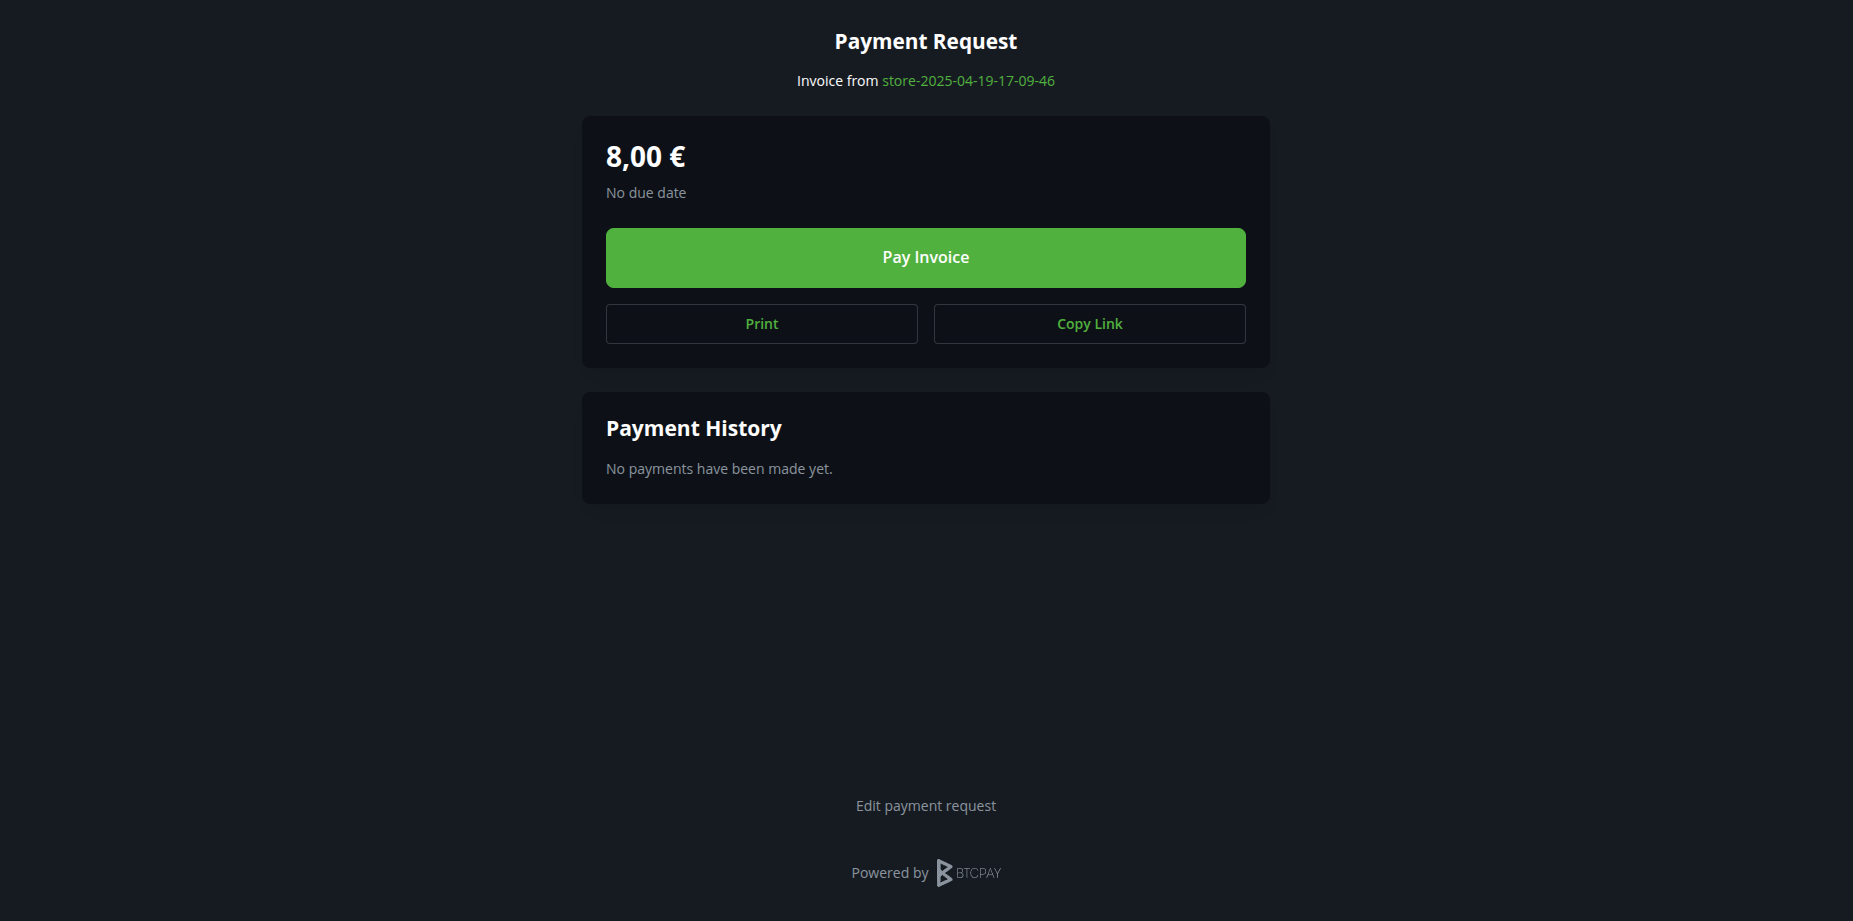 Payment Request
Invoice from store-2025-04-19-17-09-46
8,00 €
No due date
Pay Invoice
Print
Copy Link
Payment History
No payments have been made yet.
Edit payment request
Powered by BTCPAY